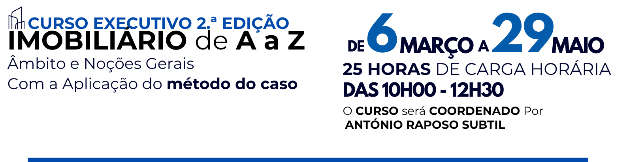 CURSO EXECUTIVO 2.ª EDIÇÃO
IMOBILIÁRIO de A a Z
Âmbito e Noções Gerais
Com a Aplicação do método do caso
DE 6 MARÇO A 29 MAIO
25 HORAS DE CARGA HORÁRIA
DAS 10H00 - 12H30
O CURSO será COORDENADO Por
ANTÓNIO RAPOSO SUBTIL